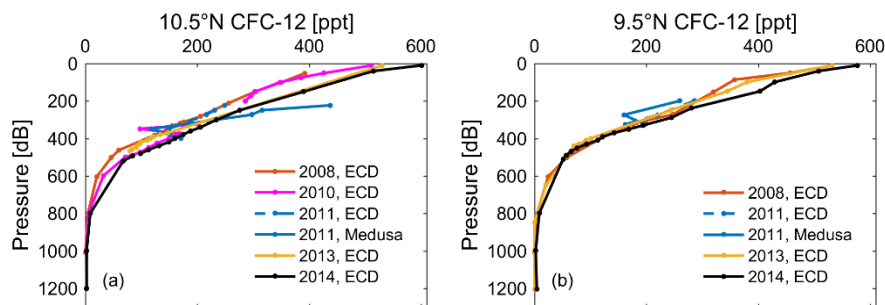 10.5°N CFC-12 [ppt]
0 200 400 600
0
200
400
600
800
1000
1200
Pressure [dB]
2008, ECD
2010, ECD
2011, ECD
2011, Medusa
2013, ECD
2014, ECD
(a)
9.5°N CFC-12 [ppt]
0 200 400 600
0
200
400
600
800
1000
1200
Pressure [dB]
2008, ECD
2011, ECD
2011, Medusa
2013, ECD
2014, ECD
(b)